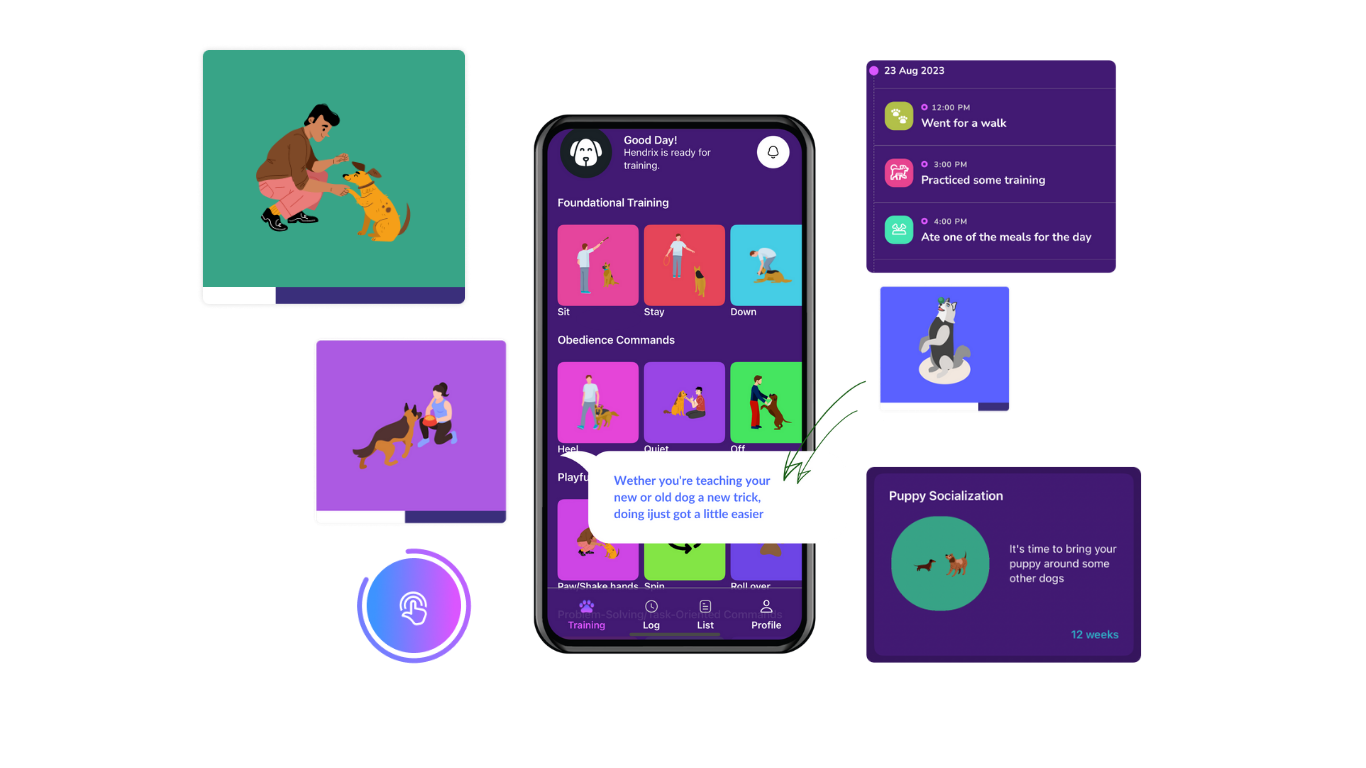 Good Day!
Hendrix is ready for
training.
Foundational Training
Sit
Stay
Down
Obedience Commands
Heel
Quiet
Off
Playfu
Wether you're teaching your
new or old dog a new trick,
doing ijust got a little easier
Paw/Shake hands
Spin
Roll over
Problem-Solving/Task-Oriented Commands
Training
Log
List
Profile
23 Aug 2023
12:00 PM
Went for a walk
3:00 PM
Practiced some training
4:00 PM
Ate one of the meals for the day
Puppy Socialization
It's time to bring your
puppy around some
other dogs
12 weeks